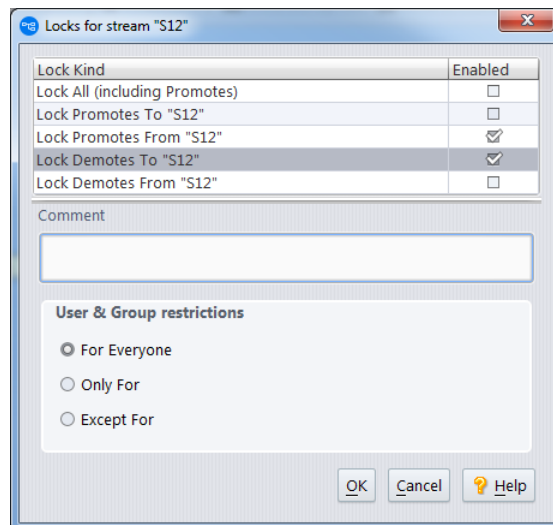 Locks for stream "S12"
Lock Kind Enabled
Lock All (including Promotes)
Lock Promotes To "S12"
Lock Promotes From "S12"
Lock Demotes To "S12"
Lock Demotes From "S12"
Comment
User & Group restrictions
For Everyone
Only For
Except For
OK Cancel ? Help